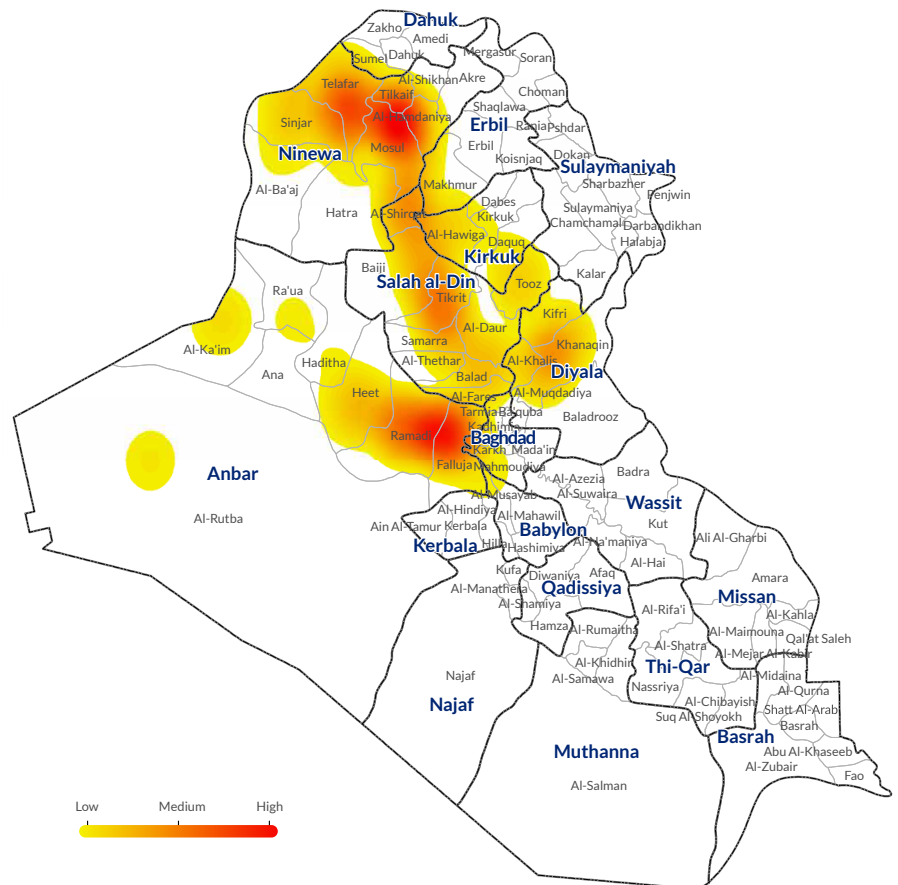 Dahuk
Zakho
Amedi
Sumel
Dahuk
Mergasur
Soran
Telafar
Al-Shikhan
Akre
Tilkaif
Choman
Sinjar
Al-Hamdaniya
Shaqlawa
Erbil
Rania
Pshdar
Mosul
Erbil
Koisnjaq
Dokan
Ninewa
Sulaymaniyah
Al-Ba'aj
Makhmur
Sharbazher
Penjwin
Hatra
Al-Shirqat
Dabes
Kirkuk
Sulaymaniya
Chamchamal
Darbandikhan
Al-Hawiga
Daquq
Halabja
Kirkuk
Baiji
Salah al-Din
Kalar
Ra'ua
Tikrit
Tooz
Kifri
Al-Daur
Al-Ka'im
Samarra
Khanaqin
Haditha
Al-Thethar
Al-Khalis
Ana
Balad
Diyala
Heet
Al-Fares
Al-Muqdadiya
Tarmia
Ba'quba
Baladrooz
Kadhimia
Ramadi
Baghdad
Karkh
Mada'in
Falluja
Mahmoudiya
Badra
Anbar
Al-Azezia
Al-Suwaira
Al-Musayab
Wassit
Al-Rutba
Al-Hindiya
Al-Mahawil
Kut
Ain Al-Tamur
Kerbala
Babylon
Ali Al-Gharbi
Kerbala
Hilla
Hashimiya
Al-Na'maniya
Al-Hai
Kufa
Diwaniya
Afaq
Amara
Al-Manathera
Qadissiya
Missan
Al-Shamiya
Al-Rifa'i
Al-Kahla
Hamza
Al-Rumaitha
Al-Maimouna
Qal'at Saleh
Al-Shatra
Al-Mejar Al-Kabir
Al-Khidhir
Thi-Qar
Najaf
Al-Samawa
Nassriya
Al-Midaina
Al-Qurna
Najaf
Al-Chibayish
Shatt Al-Arab
Suq Al-Shoyokh
Basrah
Basrah
Muthanna
Abu Al-Khaseeb
Al-Zubair
Fao
Al-Salman
Low Medium High